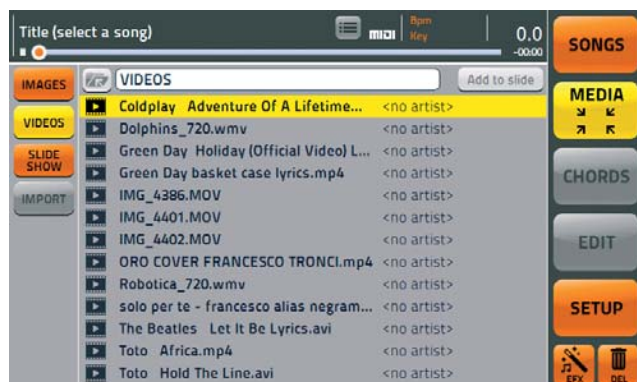 Title (select a song)
MIDI
Bpm
Key
0.0
-00:00
SONGS
IMAGES
VIDEOS
Add to slide
MEDIA
VIDEOS
Coldplay Adventure Of A Lifetime... <no artist>
Dolphins_720.wmv <no artist>
SLIDE SHOW
Green Day Holiday (Official Video) L... <no artist>
Green Day basket case lyrics.mp4 <no artist>
CHORDS
IMPORT
IMG_4386.MOV <no artist>
IMG_4401.MOV <no artist>
IMG_4402.MOV <no artist>
EDIT
ORO COVER FRANCESCO TRONCI.mp4 <no artist>
Robotica_720.wmv <no artist>
solo per te - francesco alias negram... <no artist>
SETUP
The Beatles Let It Be Lyrics.avi <no artist>
Toto Africa.mp4 <no artist>
Toto Hold The Line.avi <no artist>
EFX
DEL